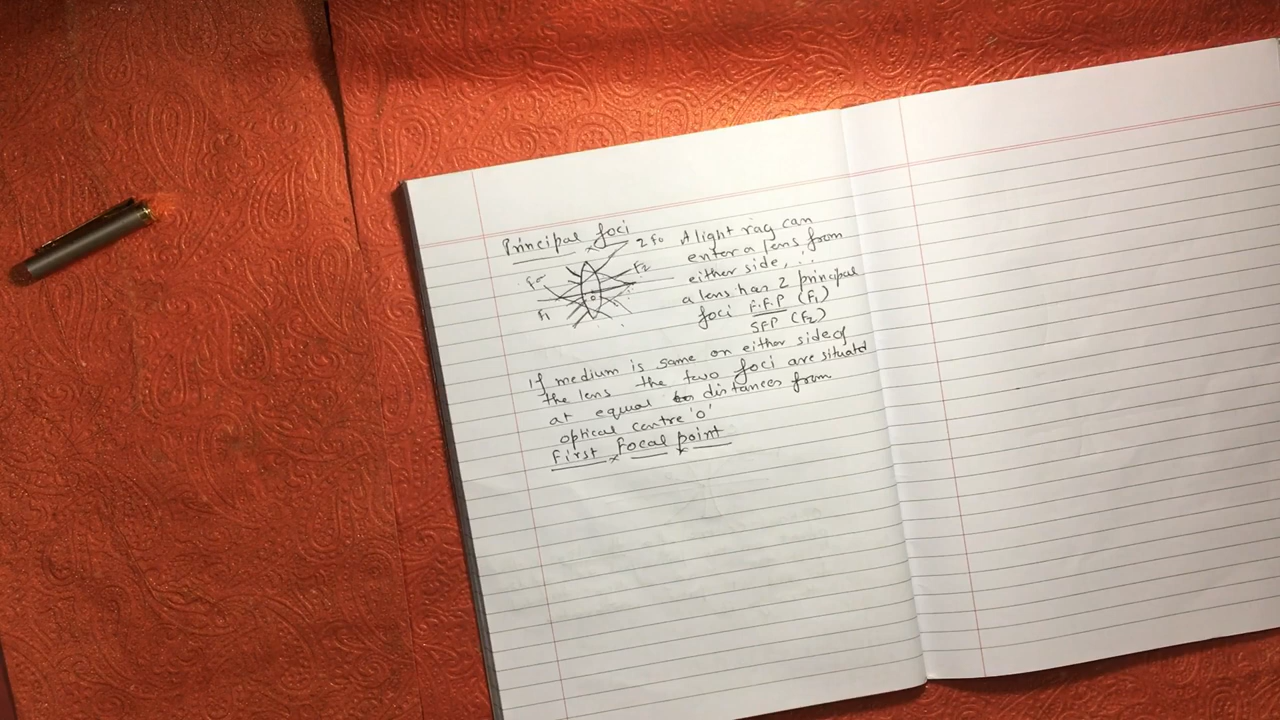 Principal foci
2 F0
F2
F1
O
A light ray can
enter a lens from
either side, ∴
a lens has 2 principal
foci F.F.P (F1)
SFP (F2)
If medium is same on either side of
the lens the two foci are situated
at equal distances from
optical centre 'O'
First Focal point